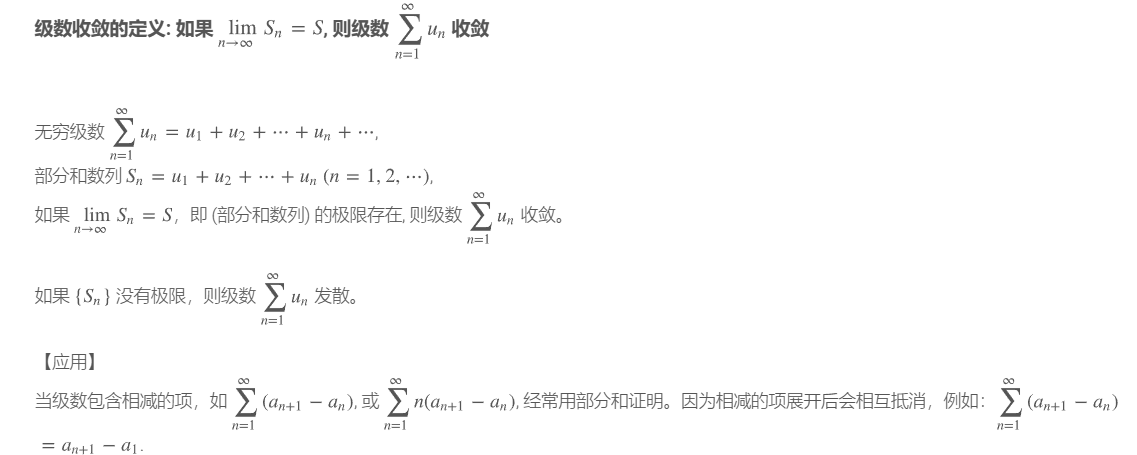 级数收敛的定义: 如果 $\lim_{n \to \infty} S_n = S$, 则级数 $\sum_{n=1}^{\infty} u_n$ 收敛
无穷级数 $\sum_{n=1}^{\infty} u_n = u_1 + u_2 + \cdots + u_n + \cdots$,
部分和数列 $S_n = u_1 + u_2 + \cdots + u_n \ (n = 1, 2, \cdots)$,
如果 $\lim_{n \to \infty} S_n = S$，即 (部分和数列) 的极限存在, 则级数 $\sum_{n=1}^{\infty} u_n$ 收敛。
如果 $\{S_n\}$ 没有极限，则级数 $\sum_{n=1}^{\infty} u_n$ 发散。
【应用】
当级数包含相减的项，如 $\sum_{n=1}^{\infty} (a_{n+1} - a_n)$, 或 $\sum_{n=1}^{\infty} n(a_{n+1} - a_n)$, 经常用部分和证明。因为相减的项展开后会相互抵消，例如： $\sum_{n=1}^{\infty} (a_{n+1} - a_n)$
$= a_{n+1} - a_1$.